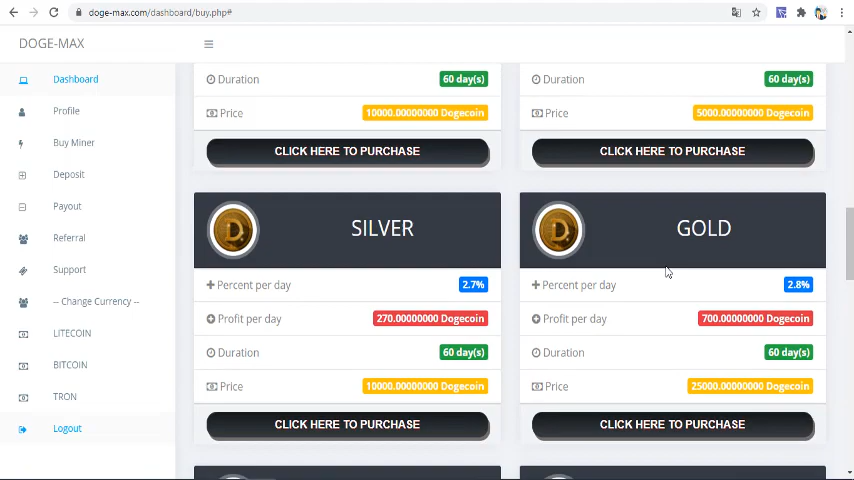 doge-max.com/dashboard/buy.php#
DOGE-MAX
Dashboard
Profile
Buy Miner
Deposit
Payout
Referral
Support
-- Change Currency --
LITECOIN
BITCOIN
TRON
Logout
Duration 60 day(s)
Price 10000.00000000 Dogecoin
CLICK HERE TO PURCHASE
Duration 60 day(s)
Price 5000.00000000 Dogecoin
CLICK HERE TO PURCHASE
SILVER
Percent per day 2.7%
Profit per day 270.00000000 Dogecoin
Duration 60 day(s)
Price 10000.00000000 Dogecoin
CLICK HERE TO PURCHASE
GOLD
Percent per day 2.8%
Profit per day 700.00000000 Dogecoin
Duration 60 day(s)
Price 25000.00000000 Dogecoin
CLICK HERE TO PURCHASE